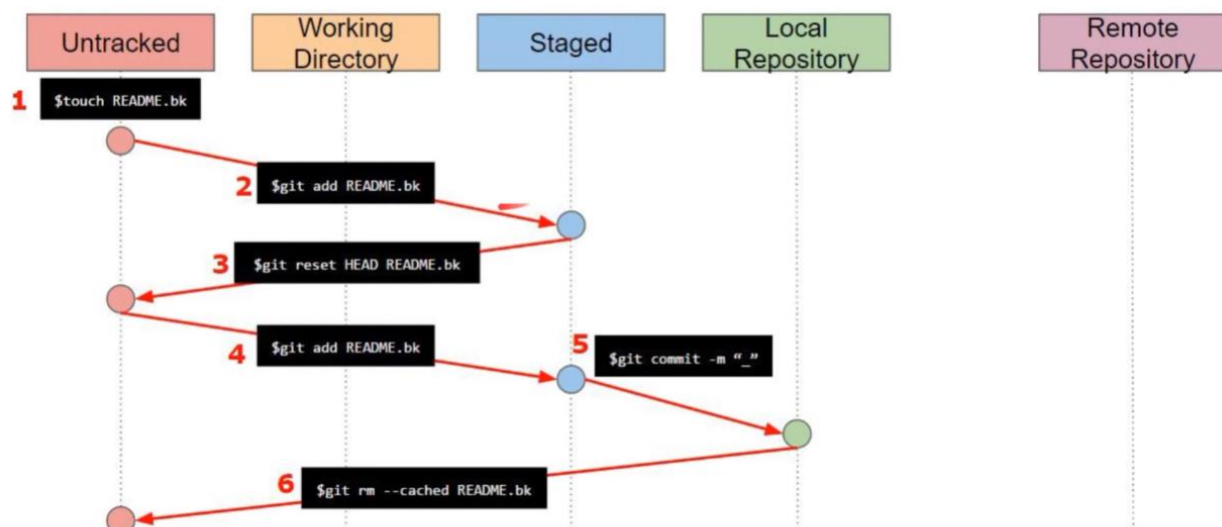 Untracked
Working
Directory
Staged
Local
Repository
Remote
Repository
1
$touch README.bk
2
$git add README.bk
3
$git reset HEAD README.bk
4
$git add README.bk
5
$git commit -m “_”
6
$git rm --cached README.bk